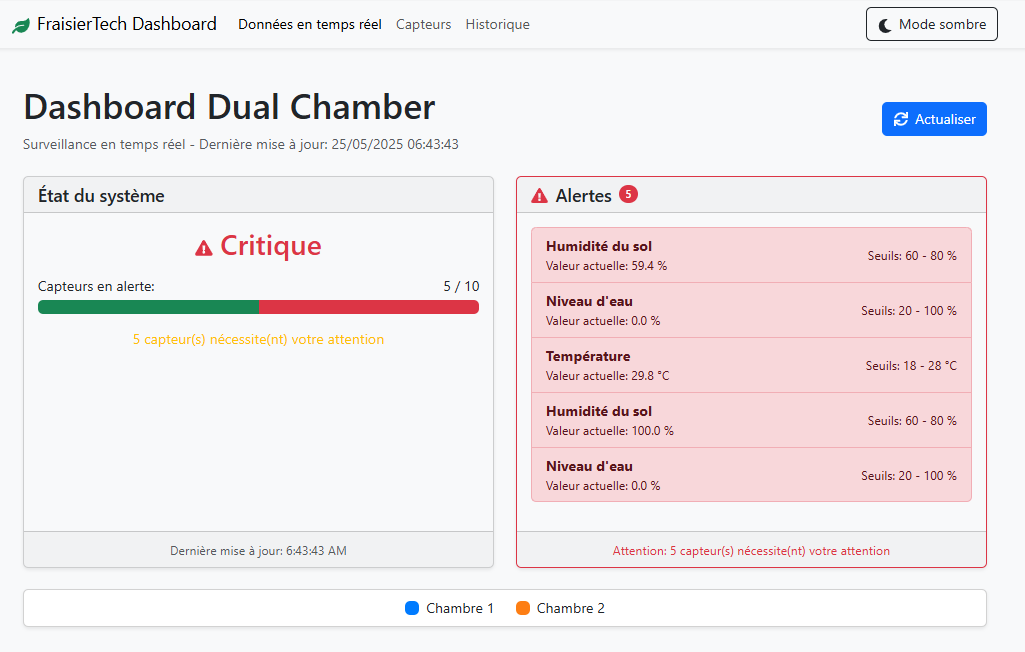 FraisierTech Dashboard Données en temps réel Capteurs Historique Mode sombre
Dashboard Dual Chamber
Actualiser
Surveillance en temps réel - Dernière mise à jour: 25/05/2025 06:43:43
État du système
Critique
Capteurs en alerte: 5 / 10
5 capteur(s) nécessite(nt) votre attention
Dernière mise à jour: 6:43:43 AM
Alertes 5
Humidité du sol
Valeur actuelle: 59.4 %
Seuils: 60 - 80 %
Niveau d'eau
Valeur actuelle: 0.0 %
Seuils: 20 - 100 %
Température
Valeur actuelle: 29.8 °C
Seuils: 18 - 28 °C
Humidité du sol
Valeur actuelle: 100.0 %
Seuils: 60 - 80 %
Niveau d'eau
Valeur actuelle: 0.0 %
Seuils: 20 - 100 %
Attention: 5 capteur(s) nécessite(nt) votre attention
Chambre 1 Chambre 2